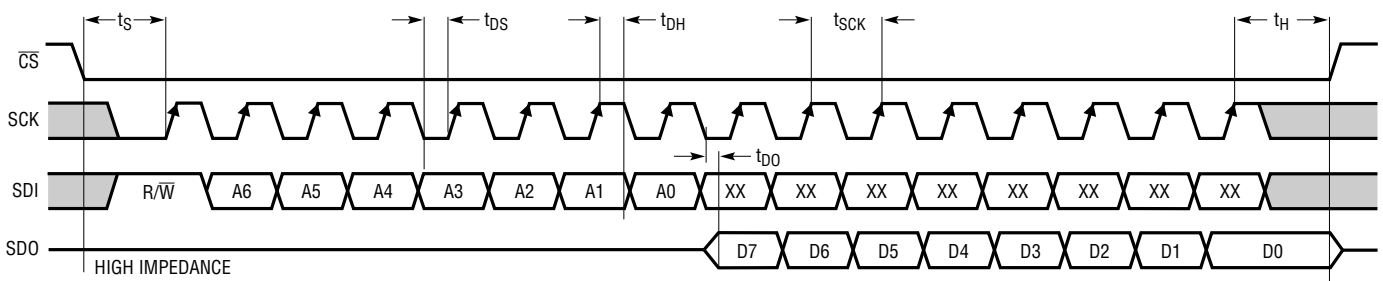 tS tDS tDH tSCK tH
CS
SCK
tDO
SDI R/W A6 A5 A4 A3 A2 A1 A0 XX XX XX XX XX XX XX XX
SDO D7 D6 D5 D4 D3 D2 D1 D0
HIGH IMPEDANCE